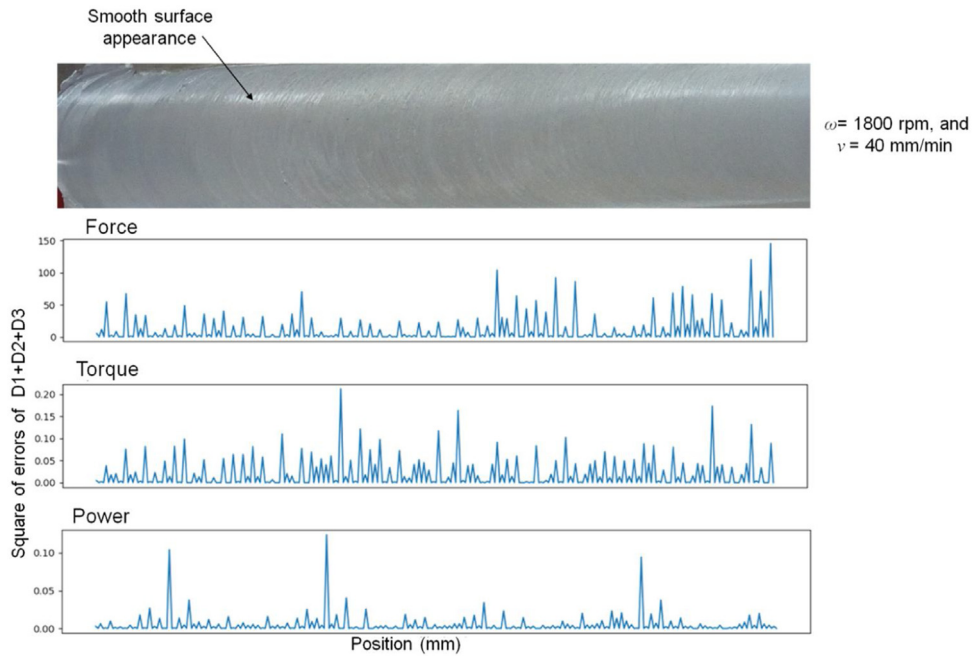 Smooth surface
appearance
ω= 1800 rpm, and
v = 40 mm/min
Force
150
100
50
0
Torque
0.20
0.15
0.10
0.05
0.00
Power
0.10
0.05
0.00
Square of errors of D1+D2+D3
Position (mm)